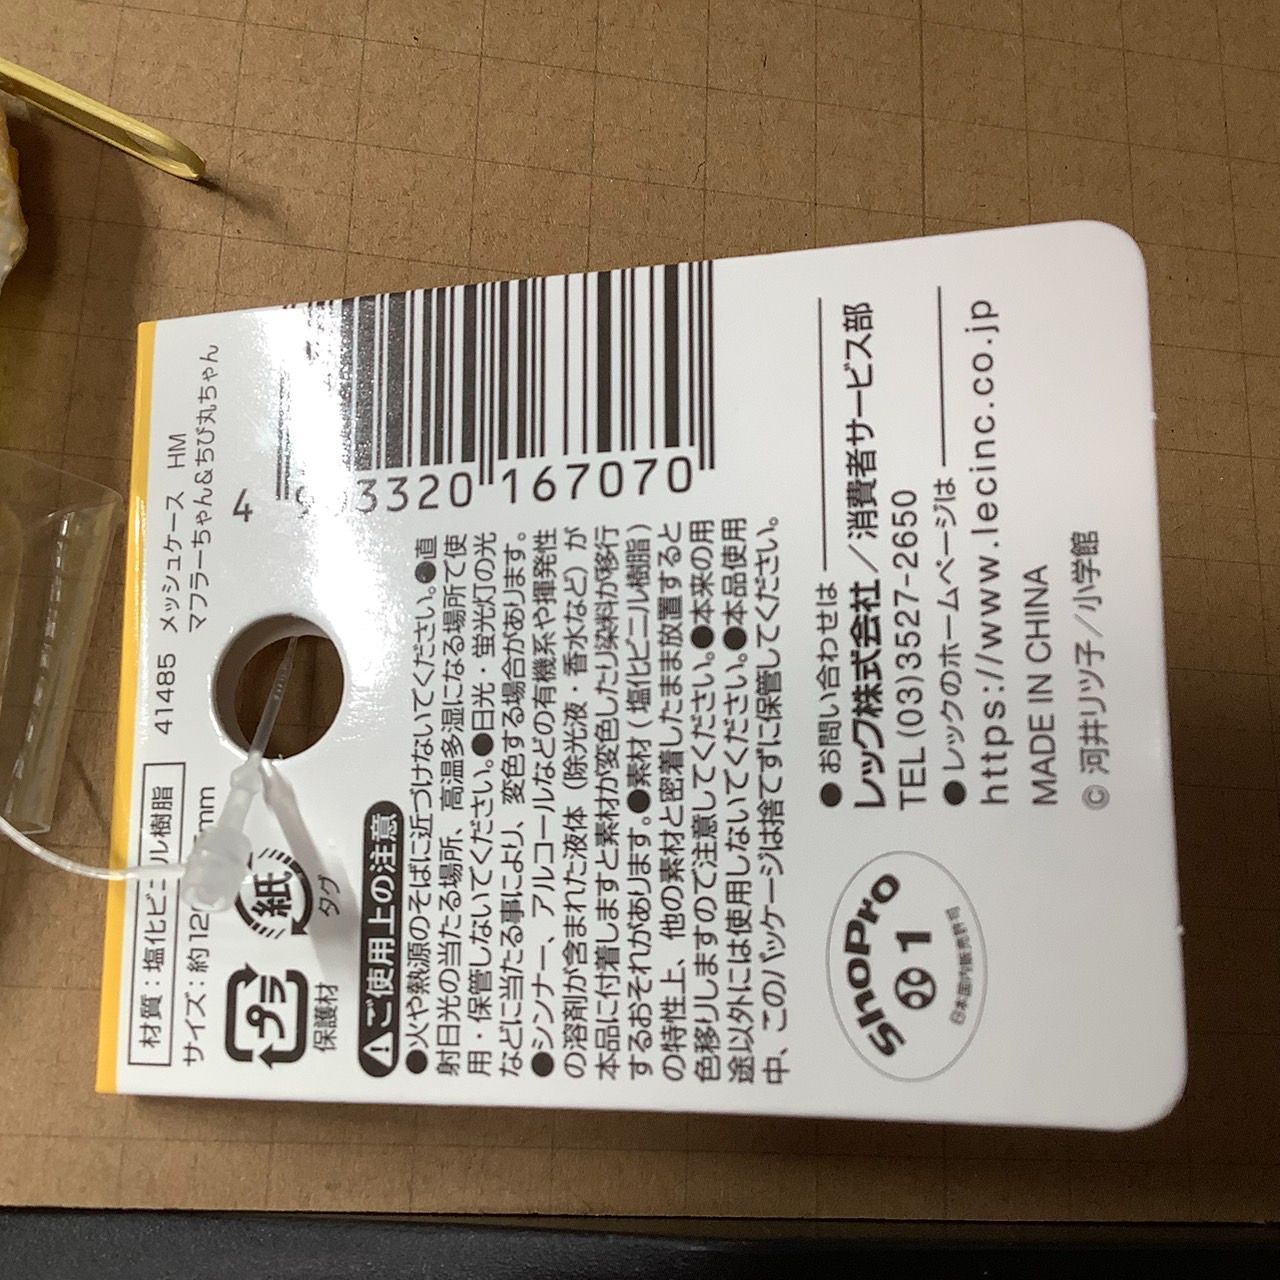 材質：塩化ビニル樹脂
サイズ：約12
mm
41485 メッシュケース HM
マフラーちゃん&ちび丸ちゃん
プラ
保護材
紙
タグ
4
3320 167070
ご使用上の注意
●火や熱源のそばに近づけないでください。●直
射日光の当たる場所、高温多湿になる場所で使
用・保管しないでください。●日光・蛍光灯の光
などに当たる事により、変色する場合があります。
●シンナー、アルコールなどの有機系や揮発性
の溶剤が含まれた液体（除光液・香水など）が
本品に付着しますと素材が変色したり染料が移行
するおそれがあります。●素材（塩化ビニル樹脂）
の特性上、他の素材と密着したまま放置すると
色移りしますので注意してください。●本来の用
途以外には使用しないでください。●本品使用
中、このパッケージは捨てずに保管してください。
ShoPro
1
日本国内販売許可
●お問い合わせは
レック株式会社／消費者サービス部
TEL (03)3527-2650
●レックのホームページは
https://www.lecinc.co.jp
MADE IN CHINA
© 河井リツ子／小学館